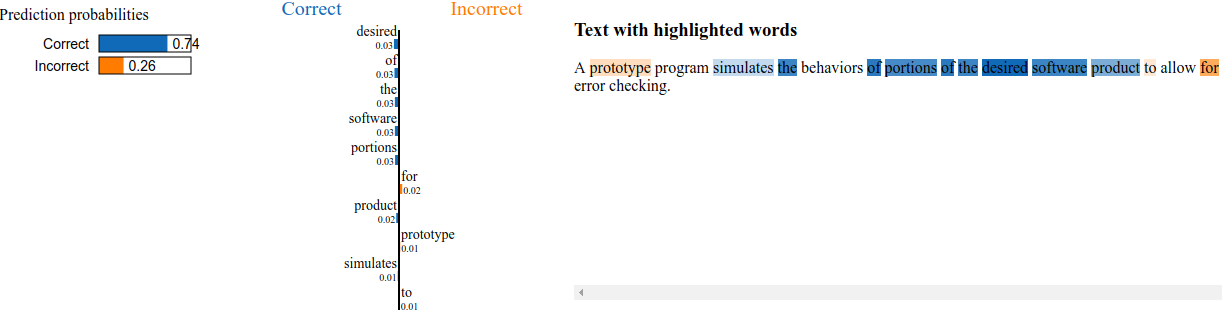 Prediction probabilities
Correct 0.74
Incorrect 0.26
Correct Incorrect
desired
0.03
of
0.03
the
0.03
software
0.03
portions
0.03
for
0.02
product
0.02
prototype
0.01
simulates
0.01
to
0.01
Text with highlighted words
A prototype program simulates the behaviors of portions of the desired software product to allow for
error checking.